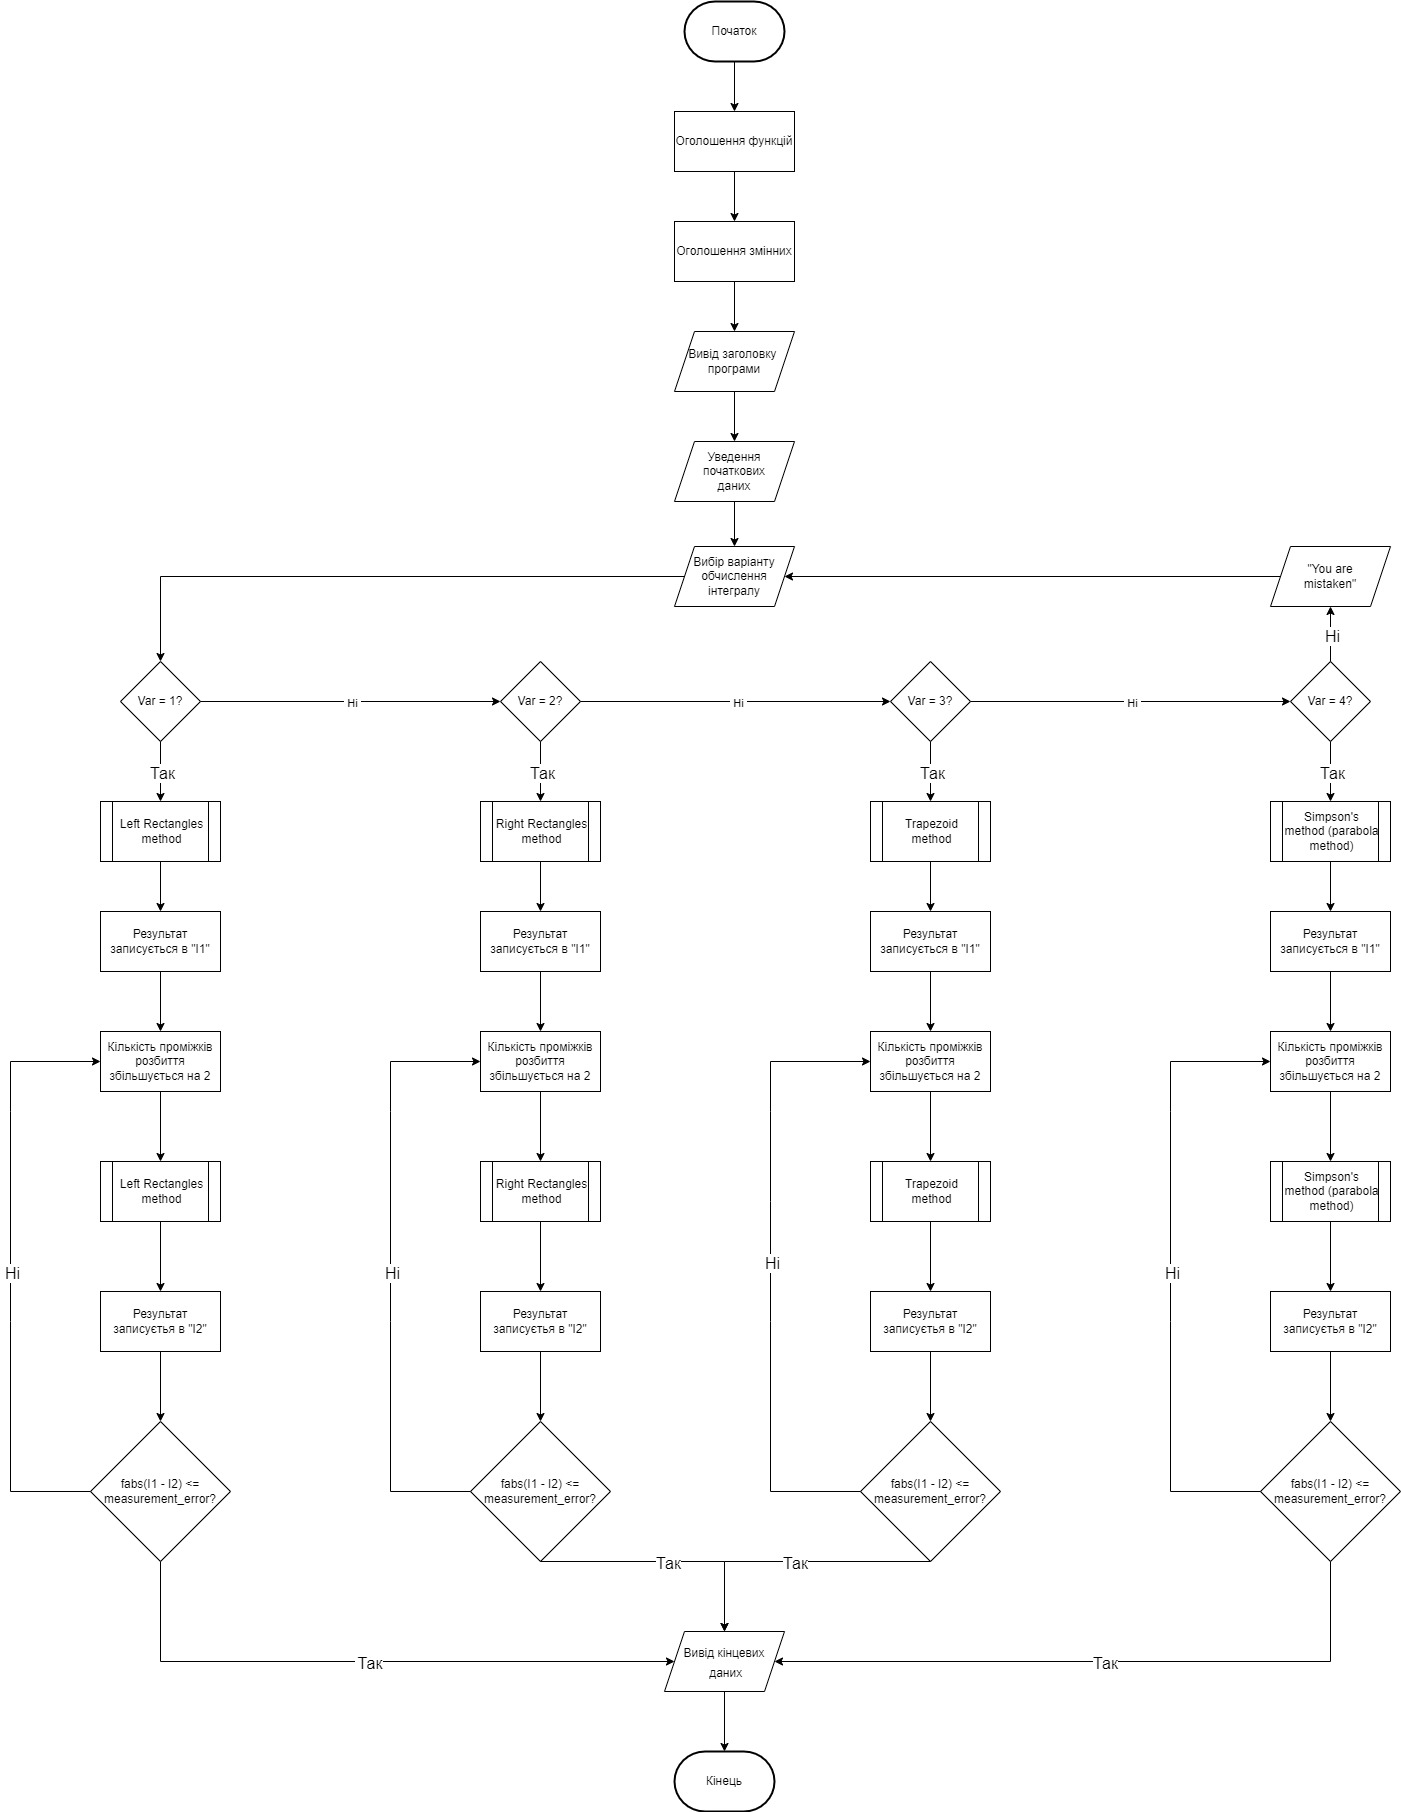 Початок
Оголошення функцій
Оголошення змінних
Вивід заголовку
програми
Уведення
початкових
даних
Вибір варіанту
обчислення
інтегралу
"You are
mistaken"
Ні
Var = 1?
Ні
Var = 2?
Ні
Var = 3?
Ні
Var = 4?
Так
Так
Так
Так
Left Rectangles
method
Right Rectangles
method
Trapezoid
method
Simpson's
method (parabola
method)
Результат
записується в "I1"
Результат
записується в "I1"
Результат
записується в "I1"
Результат
записується в "I1"
Кількість проміжків
розбиття
збільшується на 2
Кількість проміжків
розбиття
збільшується на 2
Кількість проміжків
розбиття
збільшується на 2
Кількість проміжків
розбиття
збільшується на 2
Left Rectangles
method
Right Rectangles
method
Trapezoid
method
Simpson's
method (parabola
method)
Ні
Ні
Ні
Ні
Результат
записуєтья в "I2"
Результат
записуєтья в "I2"
Результат
записуєтья в "I2"
Результат
записуєтья в "I2"
fabs(I1 - I2) <=
measurement_error?
fabs(I1 - I2) <=
measurement_error?
fabs(I1 - I2) <=
measurement_error?
fabs(I1 - I2) <=
measurement_error?
Так
Так
Так
Вивід кінцевих
даних
Так
Кінець